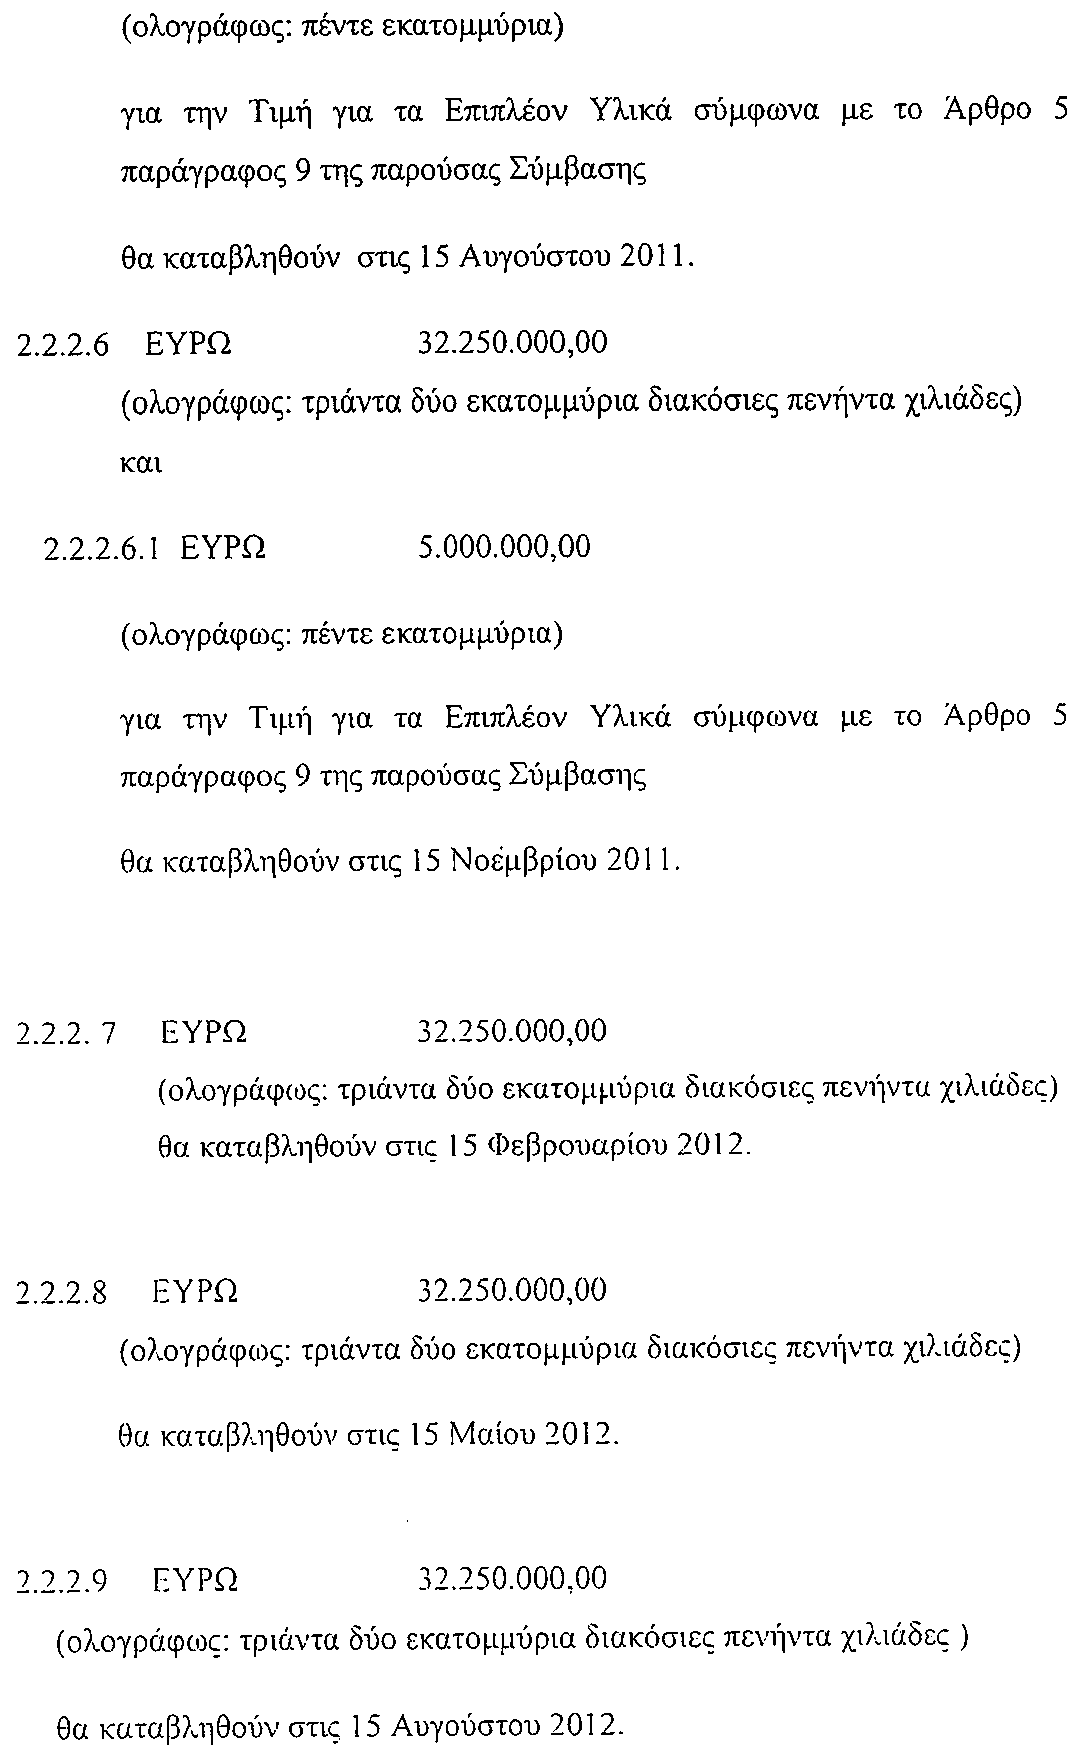 (ολογράφως: πέντε εκατομμύρια)
για την Τιμή για τα Επιπλέον Υλικά σύμφωνα με το Άρθρο 5
παράγραφος 9 της παρούσας Σύμβασης
θα καταβληθούν στις 15 Αυγούστου 2011.
2.2.2.6 ΕΥΡΩ 32.250.000,00
(ολογράφως: τριάντα δύο εκατομμύρια διακόσιες πενήντα χιλιάδες)
και
2.2.2.6.1 ΕΥΡΩ 5.000.000,00
(ολογράφως: πέντε εκατομμύρια)
για την Τιμή για τα Επιπλέον Υλικά σύμφωνα με το Άρθρο 5
παράγραφος 9 της παρούσας Σύμβασης
θα καταβληθούν στις 15 Νοέμβρίου 2011.
2.2.2. 7 ΕΥΡΩ 32.250.000,00
(ολογράφως: τριάντα δύο εκατομμύρια διακόσιες πενήντα χιλιάδες)
θα καταβληθούν στις 15 Φεβρουαρίου 2012.
2.2.2.8 ΕΥΡΩ 32.250.000,00
(ολογράφως: τριάντα δύο εκατομμύρια διακόσιες πενήντα χιλιάδες)
θα καταβληθούν στις 15 Μαίου 2012.
2.2.2.9 ΕΥΡΩ 32.250.000,00
(ολογράφως: τριάντα δύο εκατομμύρια διακόσιες πενήντα χιλιάδες )
θα καταβληθούν στις 15 Αυγούστου 2012.